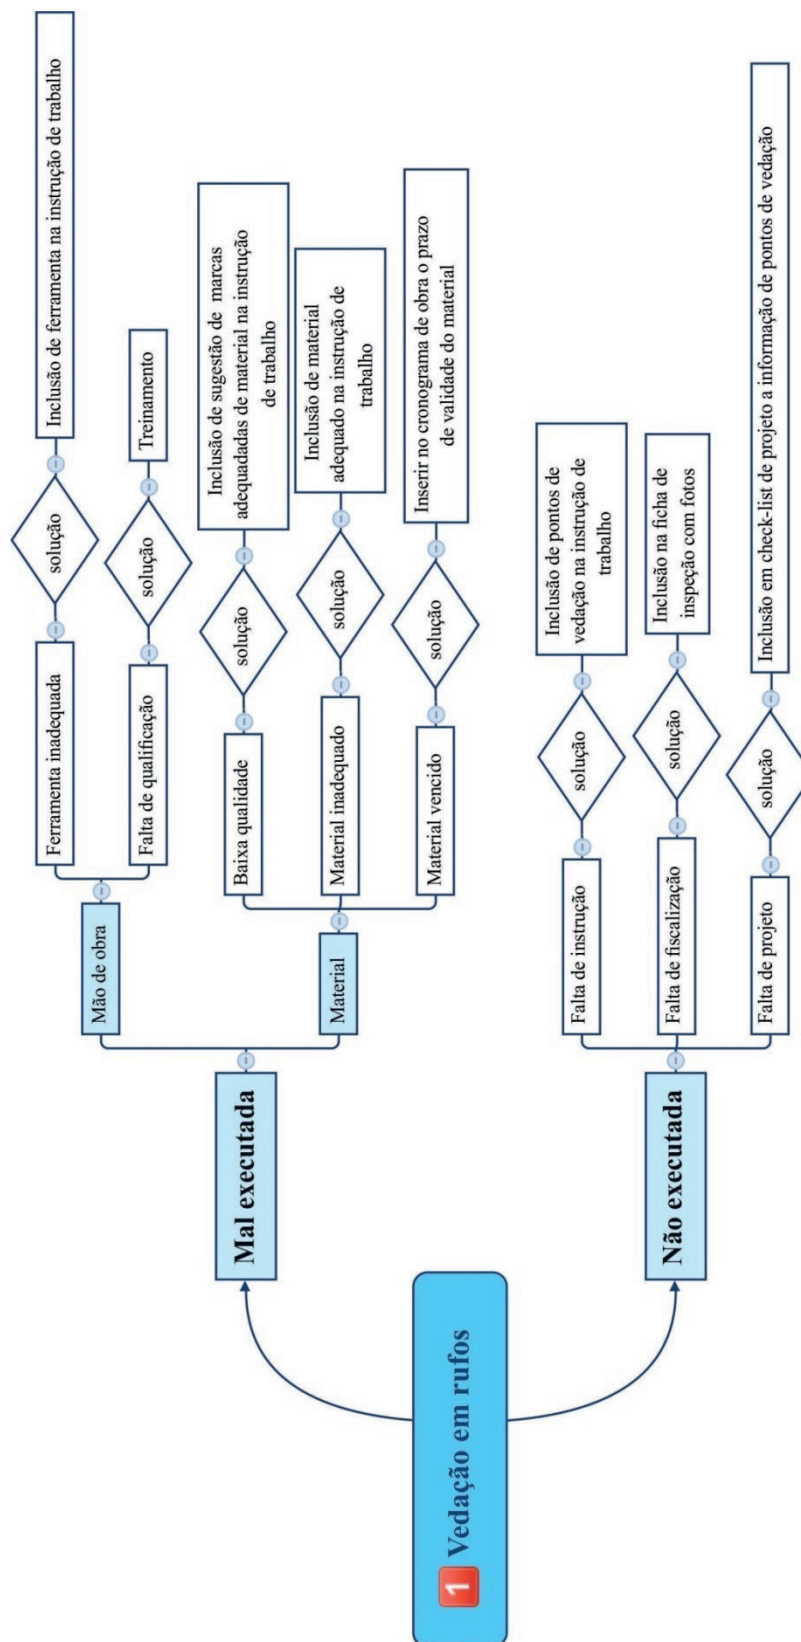 1 Vedação em rufos
Mal executada
Mão de obra
Ferramenta inadequada
solução
Inclusão de ferramenta na instrução de trabalho
Falta de qualificação
solução
Treinamento
Material
Baixa qualidade
solução
Inclusão de sugestão de marcas
adequadadas de material na instrução
de trabalho
Material inadequado
solução
Inclusão de material
adequado na instrução de
trabalho
Material vencido
solução
Inserir no cronograma de obra o prazo
de validade do material
Não executada
Falta de instrução
solução
Inclusão de pontos de
vedação na instrução de
trabalho
Falta de fiscalização
solução
Inclusão na ficha de
inspeção com fotos
Falta de projeto
solução
Inclusão em check-list de projeto a informação de pontos de vedação